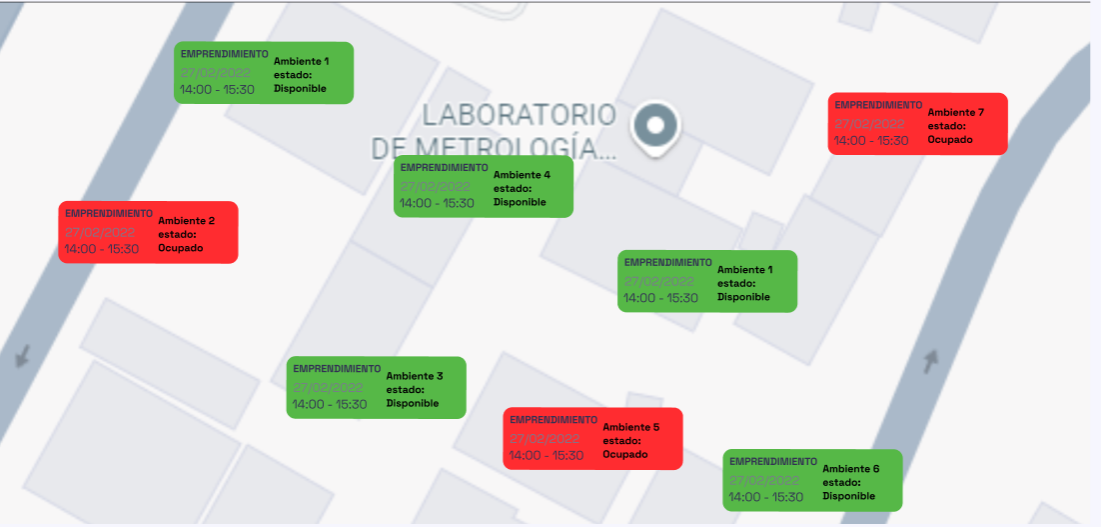 EMPRENDIMIENTO
27/02/2022
14:00 - 15:30
Ambiente 1
estado:
Disponible
LABORATORIO
DE METROLOGÍA...
EMPRENDIMIENTO
27/02/2022
14:00 - 15:30
Ambiente 7
estado:
Ocupado
EMPRENDIMIENTO
27/02/2022
14:00 - 15:30
Ambiente 4
estado:
Disponible
EMPRENDIMIENTO
27/02/2022
14:00 - 15:30
Ambiente 2
estado:
Ocupado
EMPRENDIMIENTO
27/02/2022
14:00 - 15:30
Ambiente 1
estado:
Disponible
EMPRENDIMIENTO
27/02/2022
14:00 - 15:30
Ambiente 3
estado:
Disponible
EMPRENDIMIENTO
27/02/2022
14:00 - 15:30
Ambiente 5
estado:
Ocupado
EMPRENDIMIENTO
27/02/2022
14:00 - 15:30
Ambiente 6
estado:
Disponible